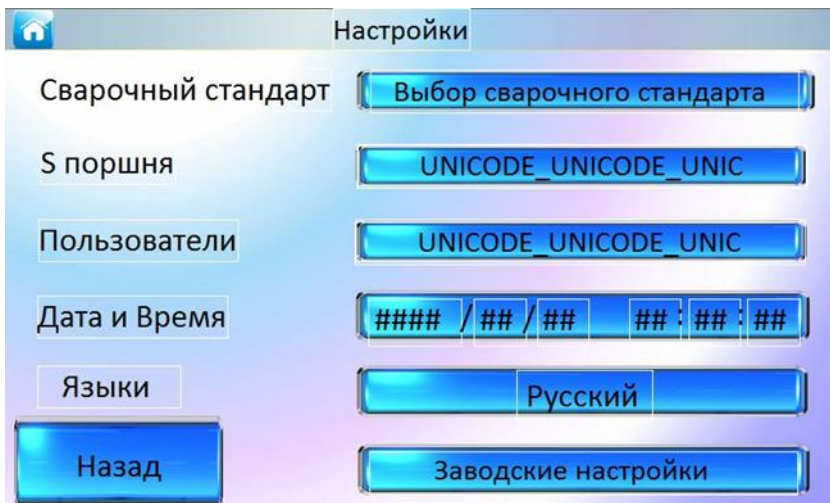 Настройки
Сварочный стандарт Выбор сварочного стандарта
S поршня UNICODE_UNICODE_UNIC
Пользователи UNICODE_UNICODE_UNIC
Дата и Время #### / ## / ## ## : ## : ##
Языки Русский
Назад Заводские настройки